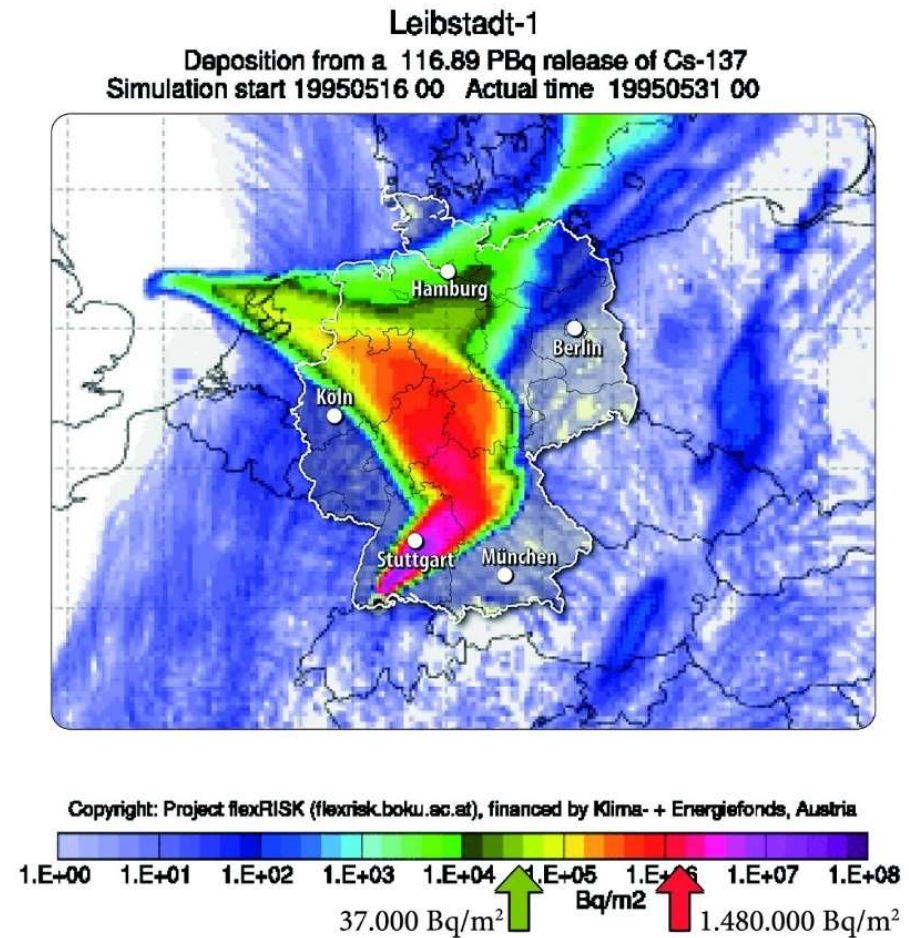 Leibstadt-1
Deposition from a 116.89 PBq release of Cs-137
Simulation start 19950516 00 Actual time 19950531 00
Hamburg
Berlin
Köln
Stuttgart
München
Copyright: Project flexRISK (flexrisk.boku.ac.at), financed by Klima- + Energiefonds, Austria
1.E+00 1.E+01 1.E+02 1.E+03 1.E+04 1.E+05 1.E+07 1.E+08
Bq/m2
37.000 Bq/m² 1.480.000 Bq/m²